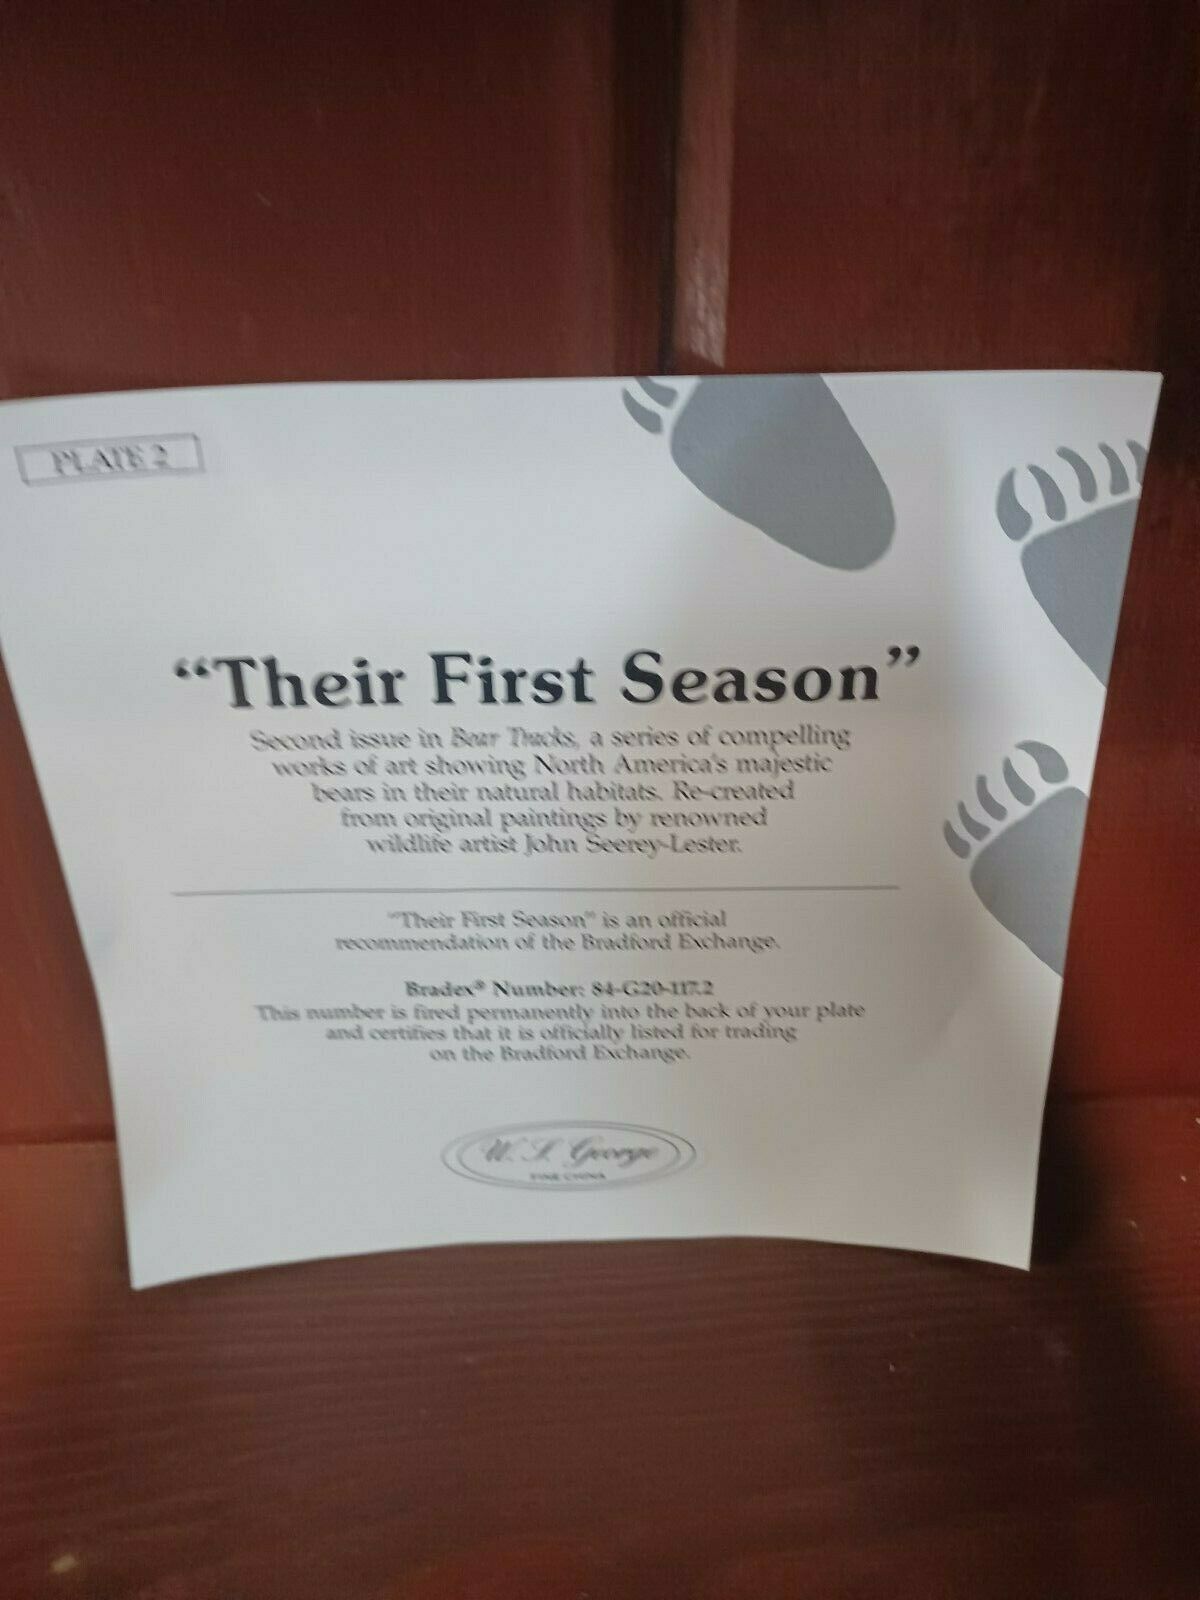 PLATE 2
“Their First Season”
Second issue in Bear Tracks, a series of compelling
works of art showing North America's majestic
bears in their natural habitats. Re-created
from original paintings by renowned
wildlife artist John Seerey-Lester.
"Their First Season" is an official
recommendation of the Bradford Exchange.
Bradex® Number: 84-G20-117.2
This number is fired permanently into the back of your plate
and certifies that it is officially listed for trading
on the Bradford Exchange.
W. S. George
FINE CHINA